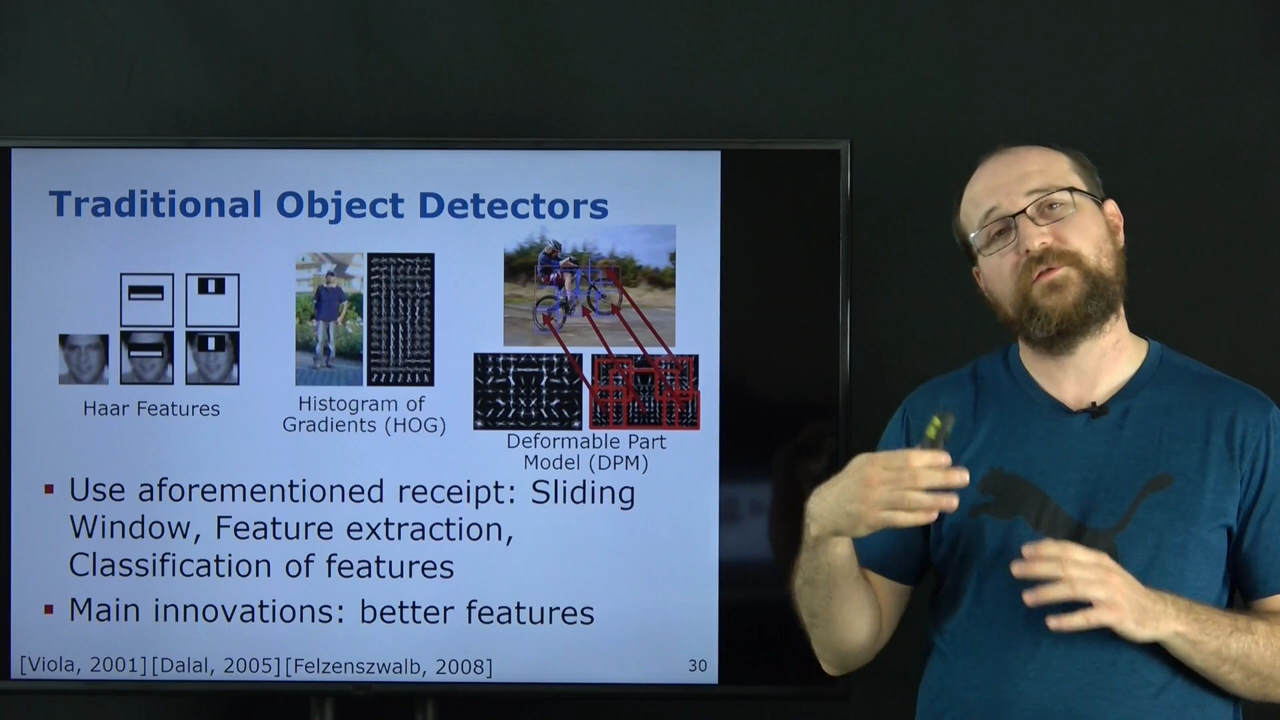 Traditional Object Detectors
Haar Features
Histogram of
Gradients (HOG)
Deformable Part
Model (DPM)
▪ Use aforementioned receipt: Sliding
Window, Feature extraction,
Classification of features
▪ Main innovations: better features
[Viola, 2001][Dalal, 2005][Felzenszwalb, 2008]
30